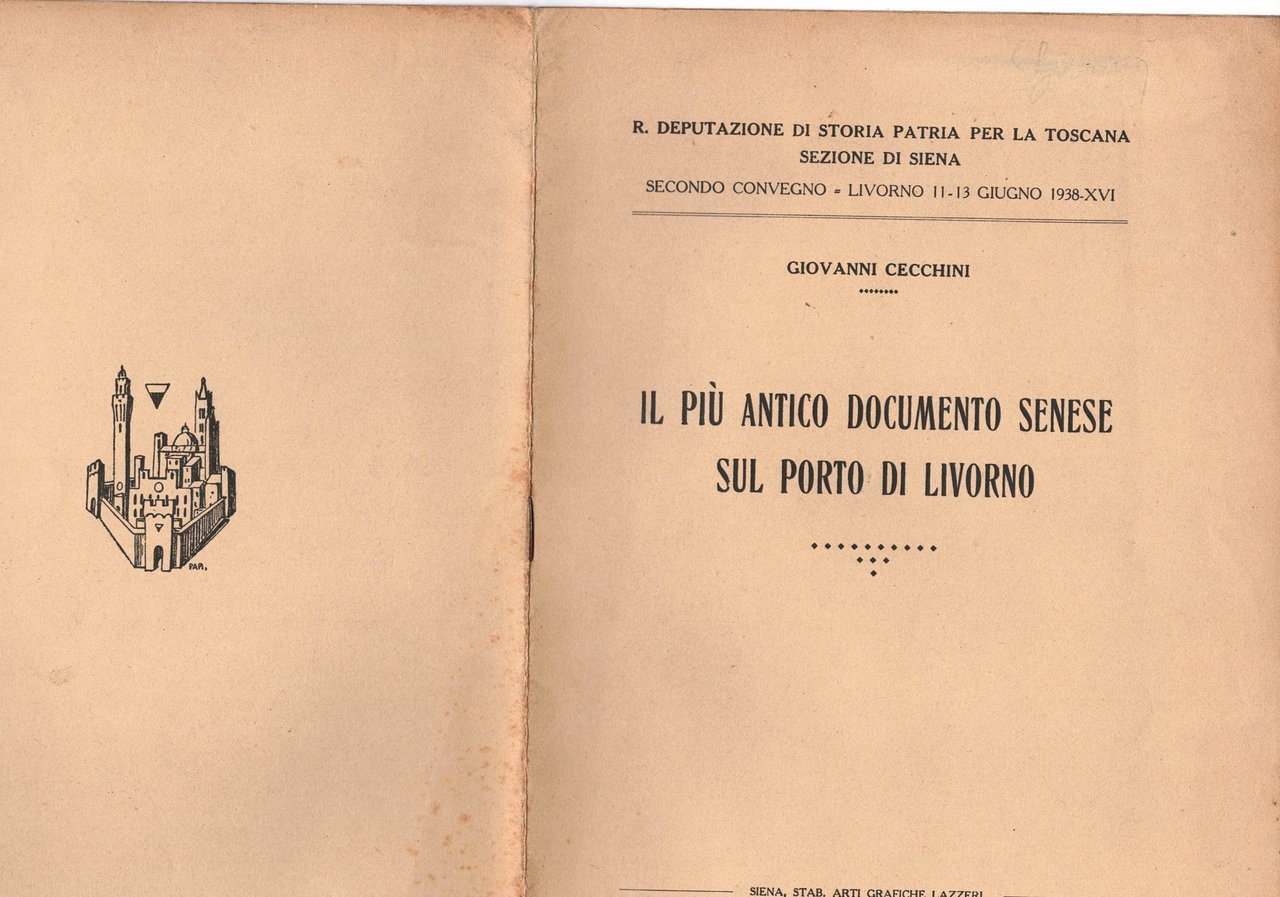 PAPI.
R. DEPUTAZIONE DI STORIA PATRIA PER LA TOSCANA
SEZIONE DI SIENA
SECONDO CONVEGNO = LIVORNO 11-13 GIUGNO 1938-XVI
GIOVANNI CECCHINI
IL PIÙ ANTICO DOCUMENTO SENESE
SUL PORTO DI LIVORNO
SIENA, STAB. ARTI GRAFICHE LAZZERI